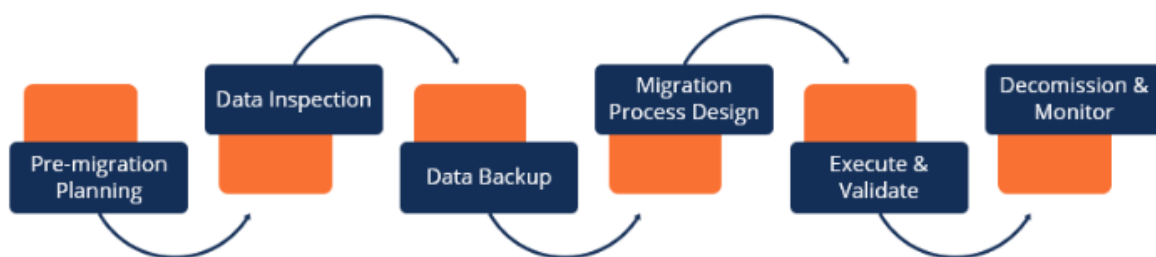 Pre-migration
Planning
Data Inspection
Data Backup
Migration
Process Design
Execute &
Validate
Decomission &
Monitor